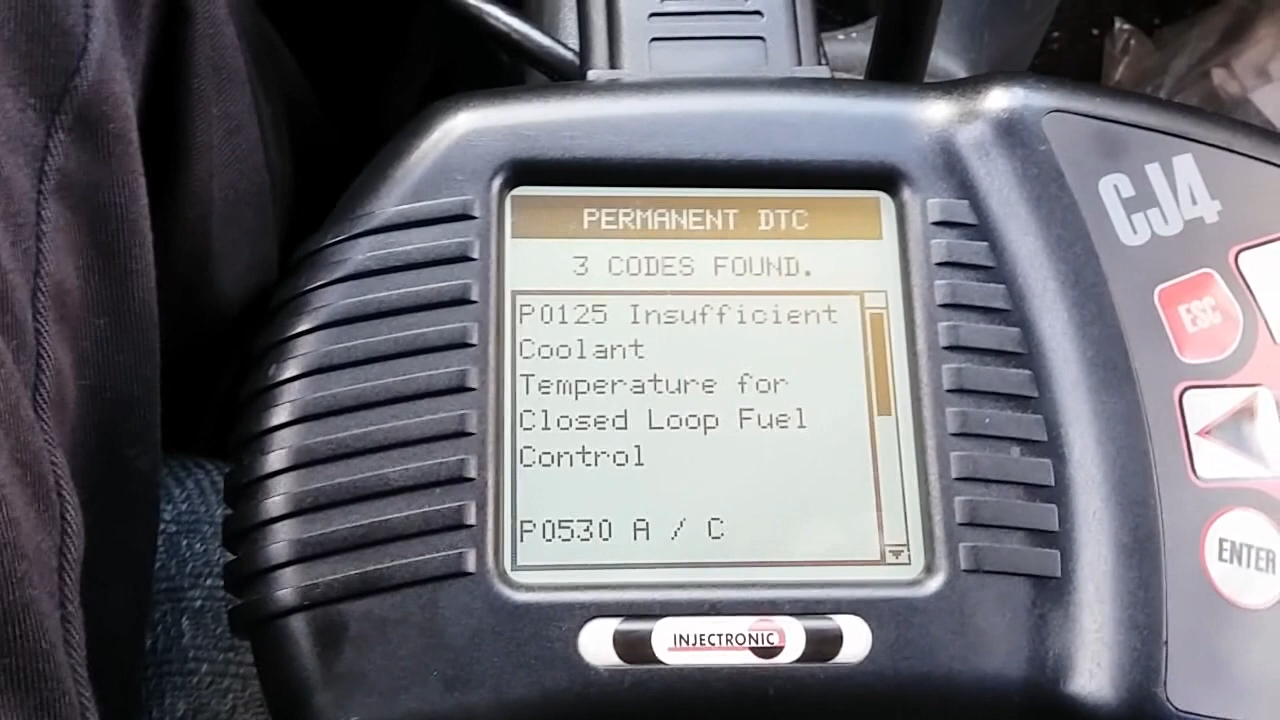 CJ4
PERMANENT DTC
3 CODES FOUND.
P0125 Insufficient
Coolant
Temperature for
Closed Loop Fuel
Control
P0530 A / C
ESC
ENTER
INJECTRONIC